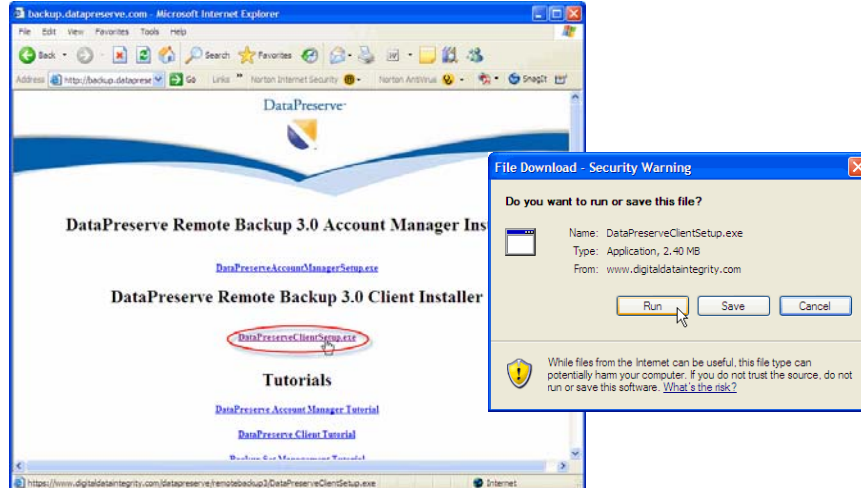 backup.datapreserve.com - Microsoft Internet Explorer
File Edit View Favorites Tools Help
Back Search Favorites
Address http://backup.dataprese Go Links » Norton Internet Security Norton AntiVirus SnagIt
DataPreserve
DataPreserve Remote Backup 3.0 Account Manager Ins
DataPreserveAccountManagerSetup.exe
DataPreserve Remote Backup 3.0 Client Installer
DataPreserveClientSetup.exe
Tutorials
DataPreserve Account Manager Tutorial
DataPreserve Client Tutorial
Backup Set Management Tutorial
https://www.digitaldataintegrity.com/datapreserve/remotebackup3/DataPreserveClientSetup.exe Internet
File Download - Security Warning
Do you want to run or save this file?
Name: DataPreserveClientSetup.exe
Type: Application, 2.40 MB
From: www.digitaldataintegrity.com
Run Save Cancel
While files from the Internet can be useful, this file type can
potentially harm your computer. If you do not trust the source, do not
run or save this software. What's the risk?